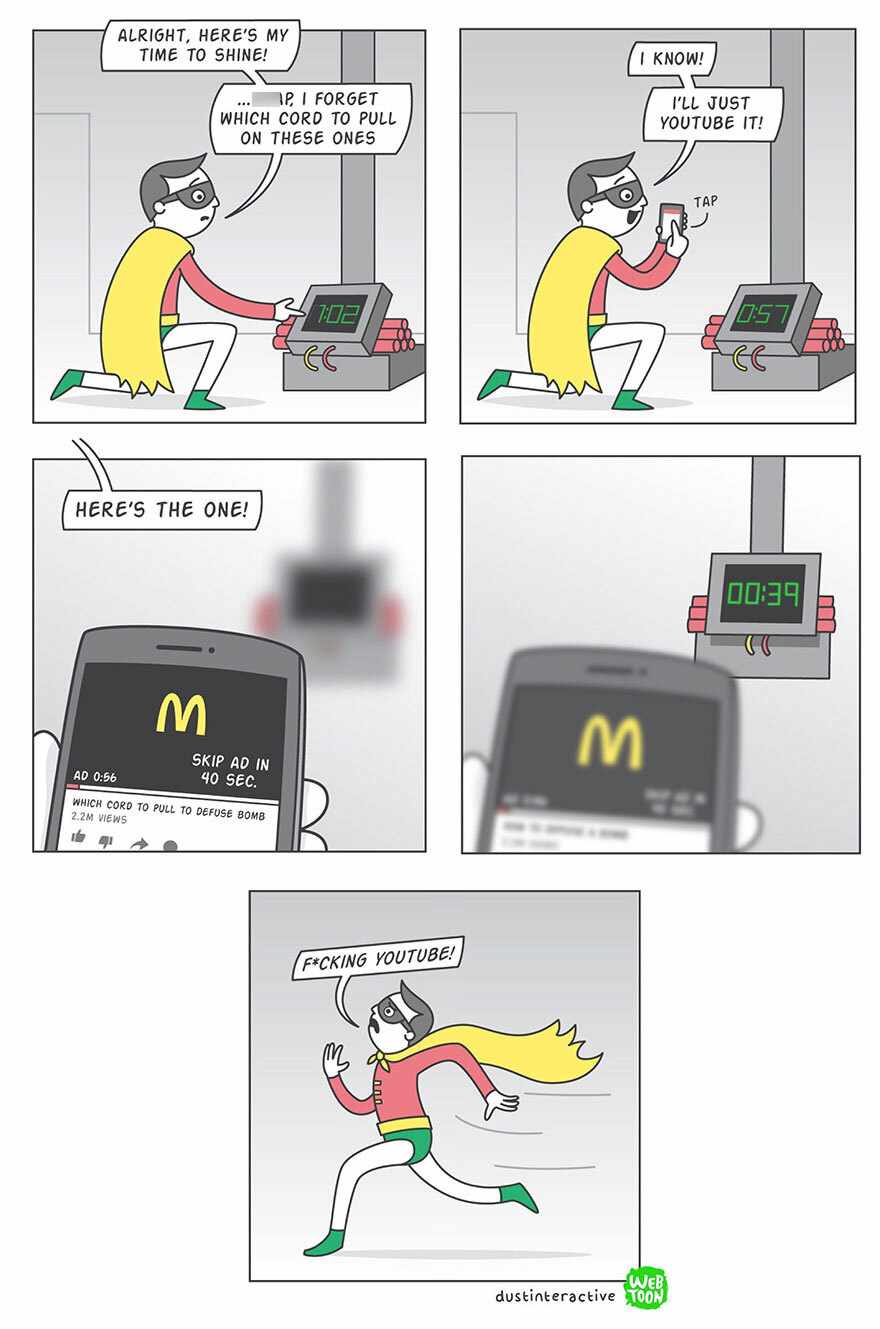 ALRIGHT, HERE'S MY
TIME TO SHINE!
... P, I FORGET
WHICH CORD TO PULL
ON THESE ONES
1:02
I KNOW!
I'LL JUST
YOUTUBE IT!
TAP
0:57
HERE'S THE ONE!
M
SKIP AD IN
40 SEC.
AD 0:56
WHICH CORD TO PULL TO DEFUSE BOMB
2.2M VIEWS
00:39
M
F*CKING YOUTUBE!
dustinteractive
WEB
TOON